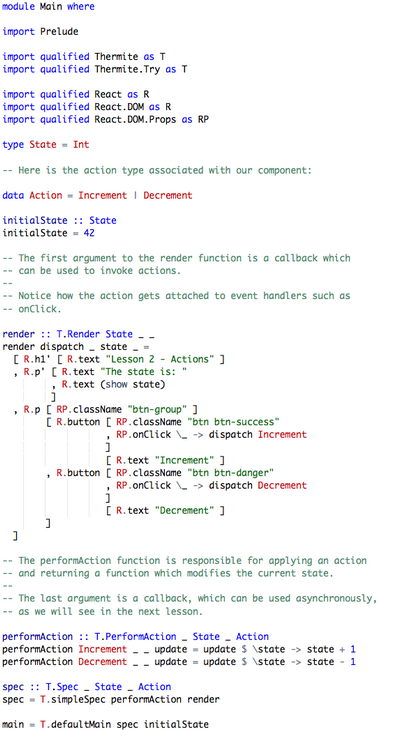 module Main where
import Prelude
import qualified Thermite as T
import qualified Thermite.Try as T
import qualified React as R
import qualified React.DOM as R
import qualified React.DOM.Props as RP
type State = Int
-- Here is the action type associated with our component:
data Action = Increment | Decrement
initialState :: State
initialState = 42
-- The first argument to the render function is a callback which
-- can be used to invoke actions.
--
-- Notice how the action gets attached to event handlers such as
-- onClick.
render :: T.Render State _ _
render dispatch _ state _ =
  [ R.h1' [ R.text "Lesson 2 - Actions" ]
  , R.p' [ R.text "The state is: "
         , R.text (show state)
         ]
  , R.p [ RP.className "btn-group" ]
        [ R.button [ RP.className "btn btn-success"
                   , RP.onClick \_ -> dispatch Increment
                   ]
                   [ R.text "Increment" ]
        , R.button [ RP.className "btn btn-danger"
                   , RP.onClick \_ -> dispatch Decrement
                   ]
                   [ R.text "Decrement" ]
        ]
  ]
-- The performAction function is responsible for applying an action
-- and returning a function which modifies the current state.
--
-- The last argument is a callback, which can be used asynchronously,
-- as we will see in the next lesson.
performAction :: T.PerformAction _ State _ Action
performAction Increment _ _ update = update $ \state -> state + 1
performAction Decrement _ _ update = update $ \state -> state - 1
spec :: T.Spec _ State _ Action
spec = T.simpleSpec performAction render
main = T.defaultMain spec initialState